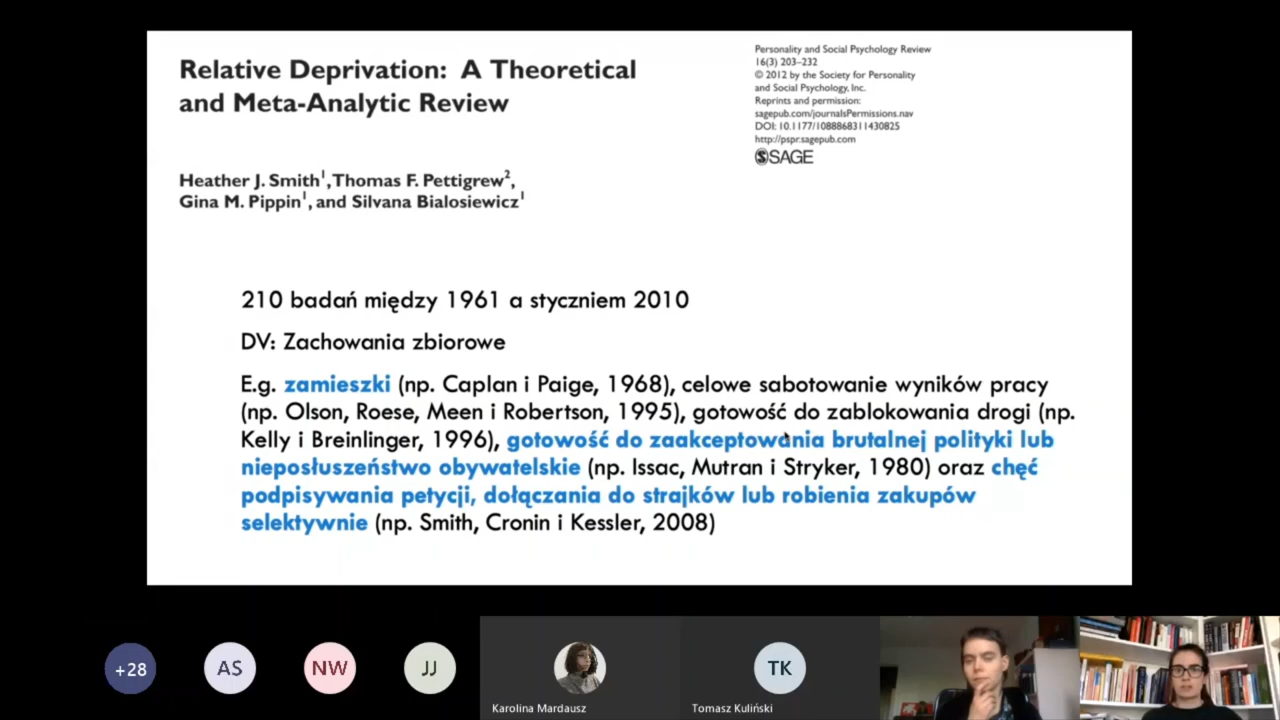 Relative Deprivation: A Theoretical
and Meta-Analytic Review
Personality and Social Psychology Review
16(3) 203–232
© 2012 by the Society for Personality
and Social Psychology, Inc.
Reprints and permission:
sagepub.com/journalsPermissions.nav
DOI: 10.1177/1088868311430825
http://pspr.sagepub.com
SAGE
Heather J. Smith1, Thomas F. Pettigrew2,
Gina M. Pippin1, and Silvana Bialosiewicz1
210 badań między 1961 a styczniem 2010
DV: Zachowania zbiorowe
E.g. zamieszki (np. Caplan i Paige, 1968), celowe sabotowanie wyników pracy
(np. Olson, Roese, Meen i Robertson, 1995), gotowość do zablokowania drogi (np.
Kelly i Breinlinger, 1996), gotowość do zaakceptowania brutalnej polityki lub
nieposłuszeństwo obywatelskie (np. Issac, Mutran i Stryker, 1980) oraz chęć
podpisywania petycji, dołączania do strajków lub robienia zakupów
selektywnie (np. Smith, Cronin i Kessler, 2008)
+28
AS
NW
JJ
TK
Karolina Mardausz
Tomasz Kuliński